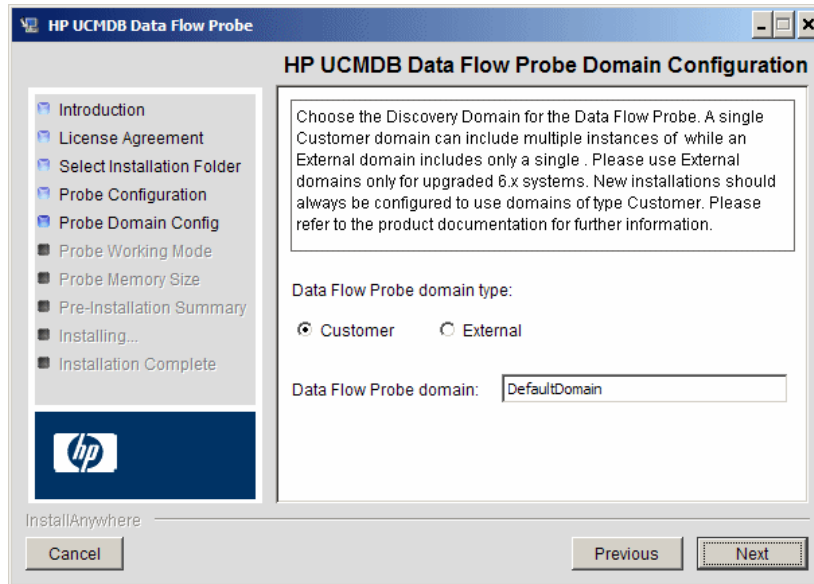 HP UCMDB Data Flow Probe
HP UCMDB Data Flow Probe Domain Configuration
Introduction
License Agreement
Select Installation Folder
Probe Configuration
Probe Domain Config
Probe Working Mode
Probe Memory Size
Pre-Installation Summary
Installing...
Installation Complete
hp
Choose the Discovery Domain for the Data Flow Probe. A single
Customer domain can include multiple instances of while an
External domain includes only a single . Please use External
domains only for upgraded 6.x systems. New installations should
always be configured to use domains of type Customer. Please
refer to the product documentation for further information.
Data Flow Probe domain type:
Customer External
Data Flow Probe domain: DefaultDomain
InstallAnywhere
Cancel Previous Next